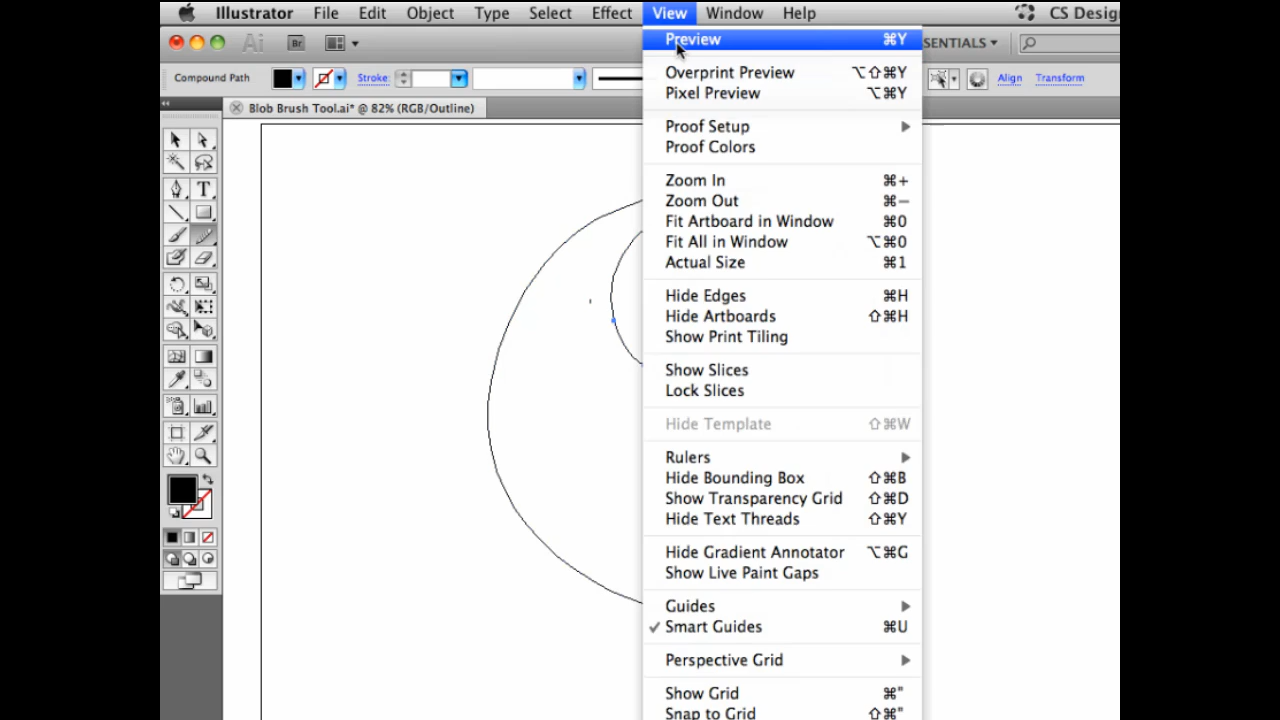 Illustrator File Edit Object Type Select Effect View Window Help CS Desig
Ai Br SENTIALS
Compound Path Stroke: Align Transform
Blob Brush Tool.ai* @ 82% (RGB/Outline)
T
Preview ⌘Y
Overprint Preview ⌥⇧⌘Y
Pixel Preview ⌥⌘Y
Proof Setup
Proof Colors
Zoom In ⌘+
Zoom Out ⌘−
Fit Artboard in Window ⌘0
Fit All in Window ⌥⌘0
Actual Size ⌘1
Hide Edges ⌘H
Hide Artboards ⇧⌘H
Show Print Tiling
Show Slices
Lock Slices
Hide Template ⇧⌘W
Rulers
Hide Bounding Box ⇧⌘B
Show Transparency Grid ⇧⌘D
Hide Text Threads ⇧⌘Y
Hide Gradient Annotator ⌥⌘G
Show Live Paint Gaps
Guides
✓ Smart Guides ⌘U
Perspective Grid
Show Grid ⌘"
Snap to Grid ⇧⌘"